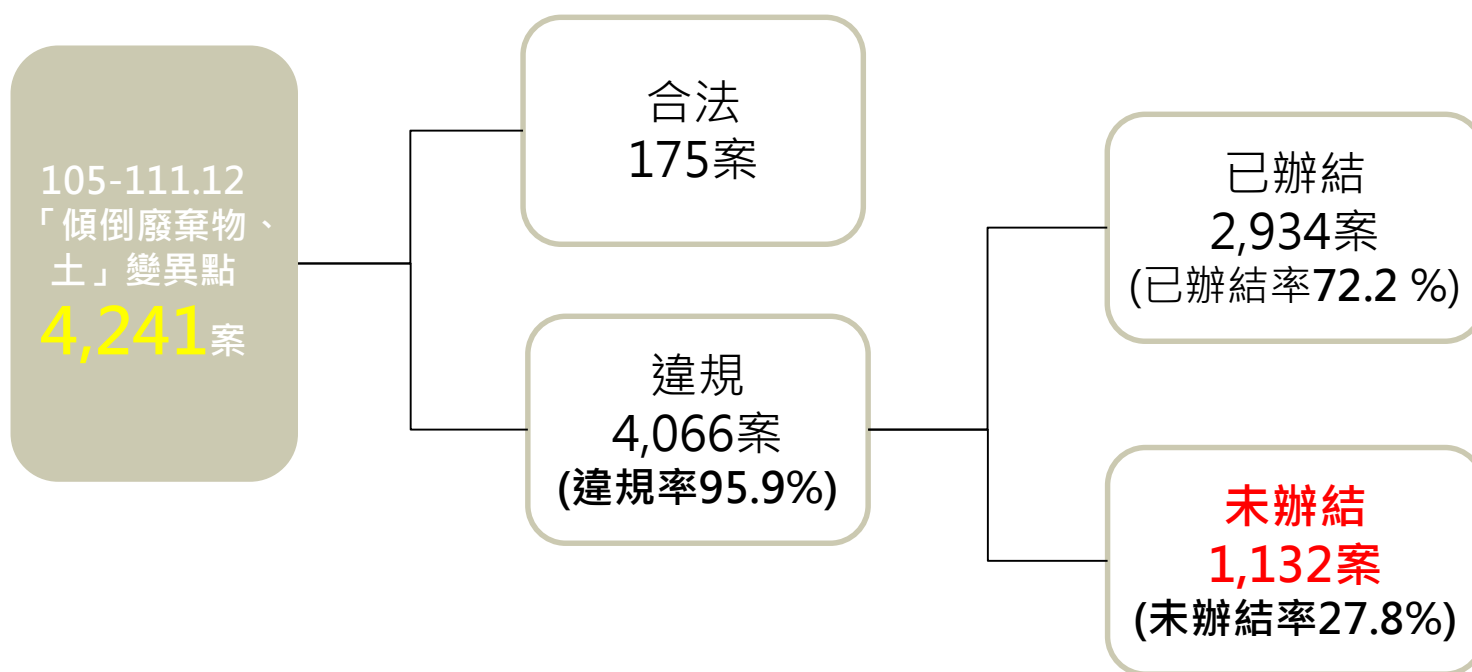 105-111.12
「傾倒廢棄物、
土」變異點
4,241案
合法
175案
違規
4,066案
(違規率95.9%)
已辦結
2,934案
(已辦結率72.2 %)
未辦結
1,132案
(未辦結率27.8%)